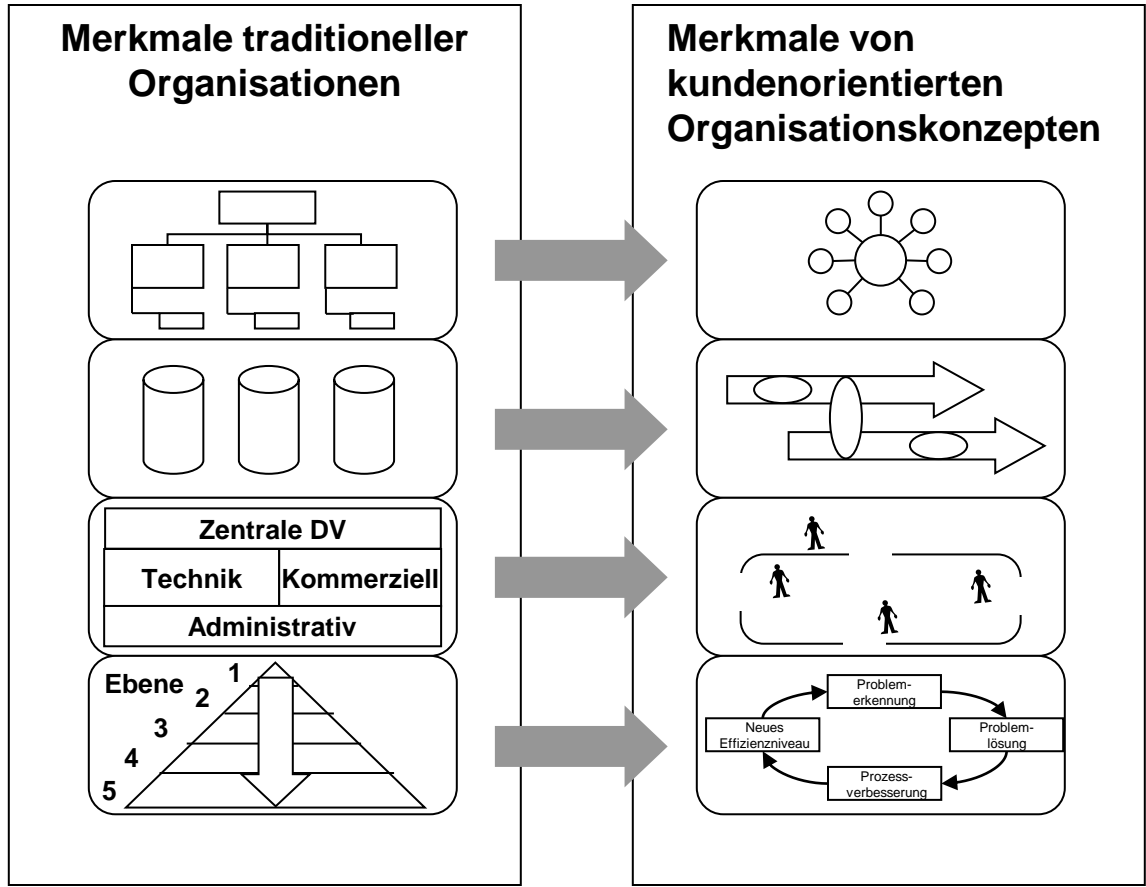 Merkmale traditioneller
Organisationen
Merkmale von
kundenorientierten
Organisationskonzepten
Zentrale DV
Technik
Kommerziell
Administrativ
Ebene
1
2
3
4
5
Problem-
erkennung
Neues
Effizienzniveau
Problem-
lösung
Prozess-
verbesserung